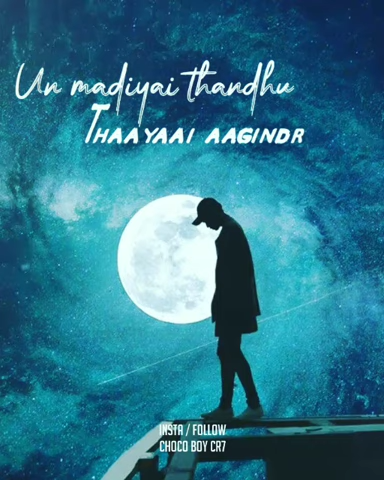 Un madiyai thandhu
THAAYAAI AAGINDR
INSTA / FOLLOW
CHOCO BOY CR7